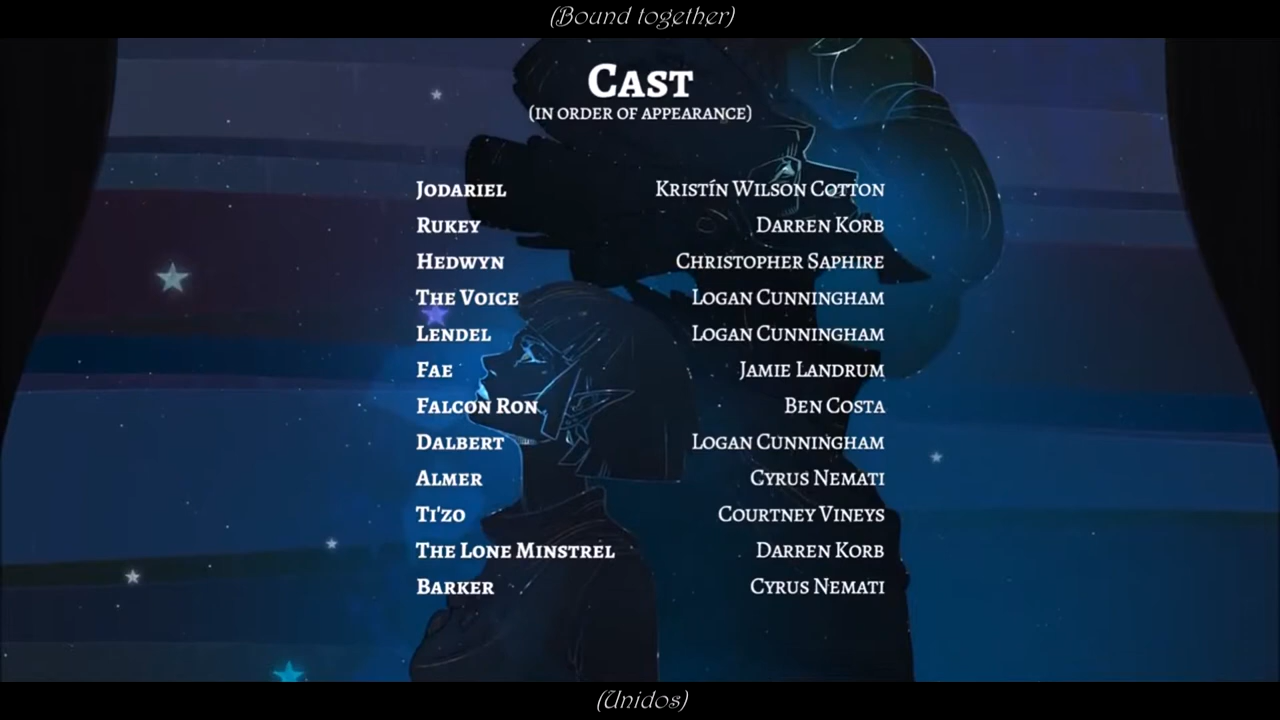 (Bound together)
Cast
(in order of appearance)
Jodariel Kristín Wilson Cotton
Rukey Darren Korb
Hedwyn Christopher Saphire
The Voice Logan Cunningham
Lendel Logan Cunningham
Fae Jamie Landrum
Falcon Ron Ben Costa
Dalbert Logan Cunningham
Almer Cyrus Nemati
Ti'zo Courtney Vineys
The Lone Minstrel Darren Korb
Barker Cyrus Nemati
(Unidos)